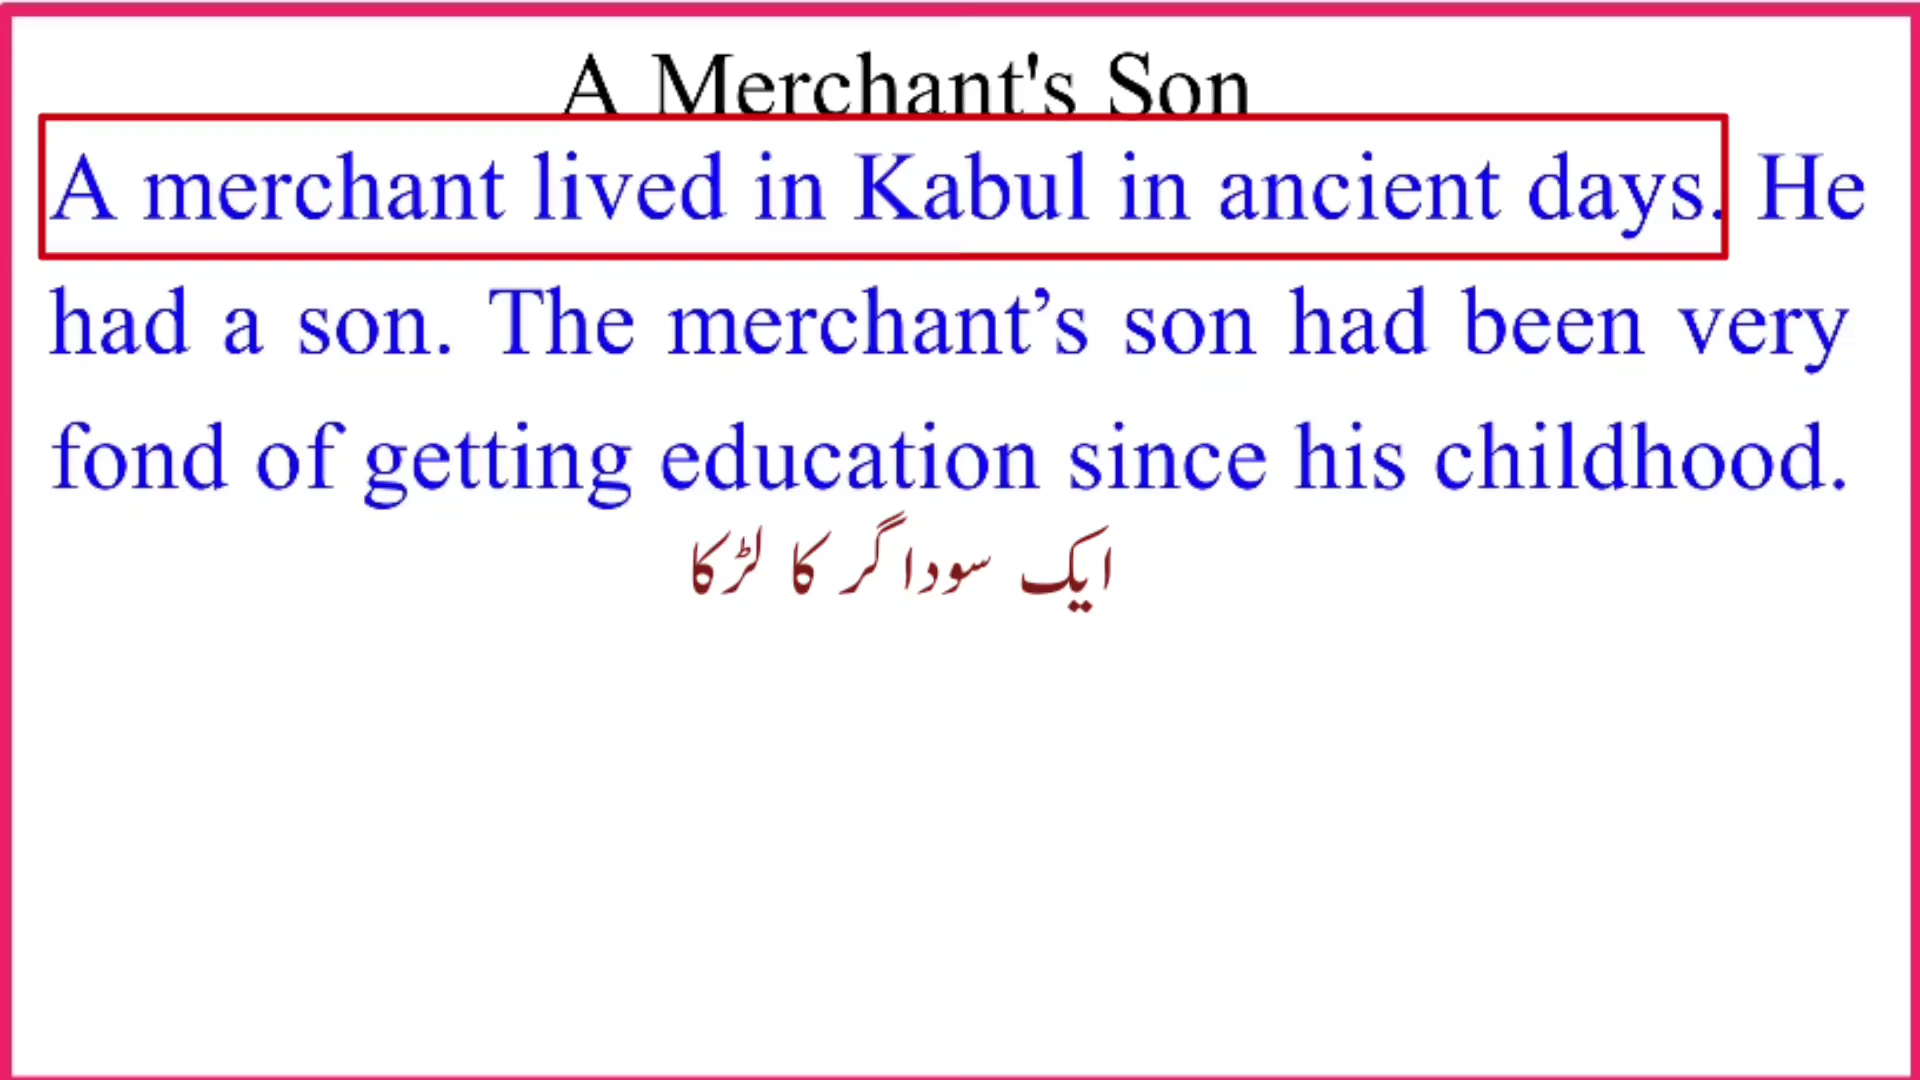 A Merchant's Son
A merchant lived in Kabul in ancient days. He
had a son. The merchant’s son had been very
fond of getting education since his childhood.
ایک سوداگر کا لڑکا